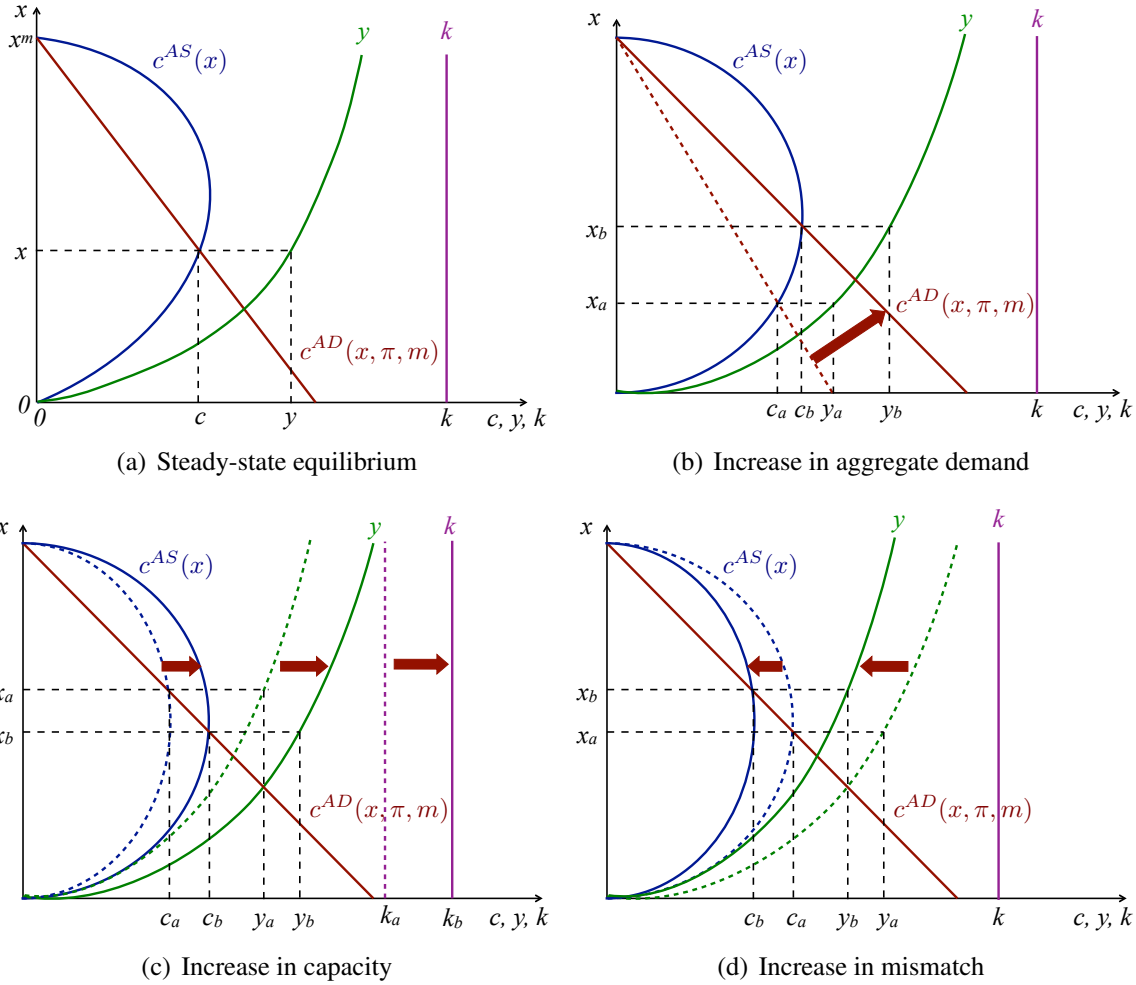 x
x^m
c^{AS}(x)
y
k
x
c^{AD}(x, π, m)
0
0
c
y
k
c, y, k
(a) Steady-state equilibrium
x
c^{AS}(x)
y
k
x_b
x_a
c^{AD}(x, π, m)
c_a
c_b
y_a
y_b
k
c, y, k
(b) Increase in aggregate demand
x
c^{AS}(x)
y
k
x_a
x_b
c^{AD}(x, π, m)
c_a
c_b
y_a
y_b
k_a
k_b
c, y, k
(c) Increase in capacity
x
c^{AS}(x)
y
k
x_b
x_a
c^{AD}(x, π, m)
c_b
c_a
y_b
y_a
k
c, y, k
(d) Increase in mismatch